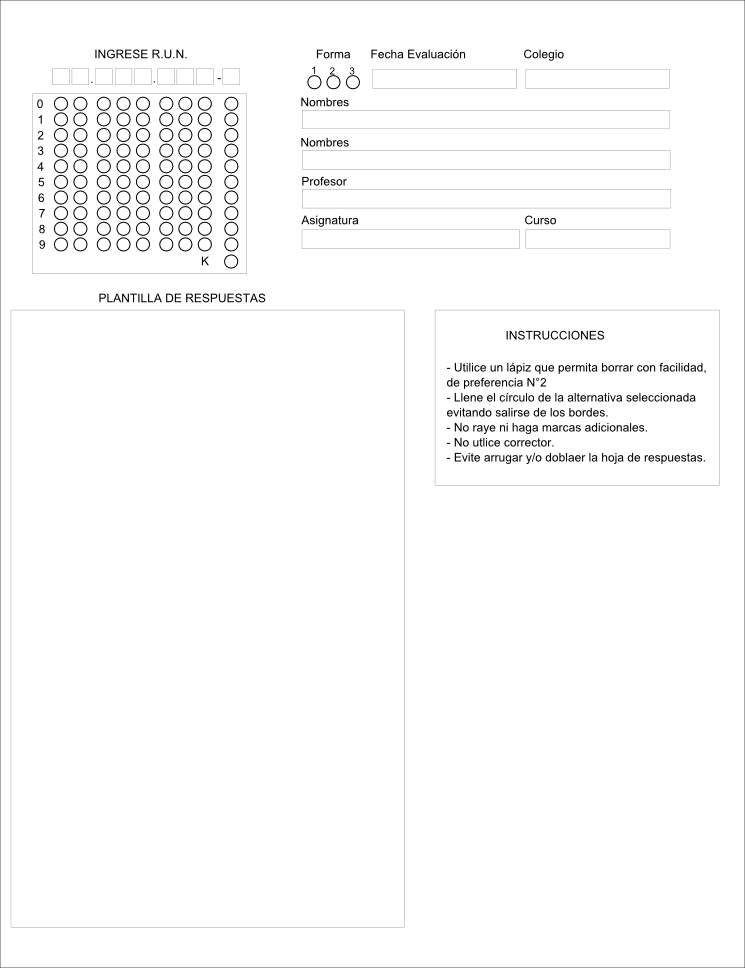 INGRESE R.U.N.
Forma Fecha Evaluación Colegio
. . -
1 2 3
0
1
2
3
4
5
6
7
8
9
K
Nombres
Nombres
Profesor
Asignatura Curso
PLANTILLA DE RESPUESTAS
INSTRUCCIONES
- Utilice un lápiz que permita borrar con facilidad,
de preferencia N°2
- Llene el círculo de la alternativa seleccionada
evitando salirse de los bordes.
- No raye ni haga marcas adicionales.
- No utlice corrector.
- Evite arrugar y/o doblaer la hoja de respuestas.